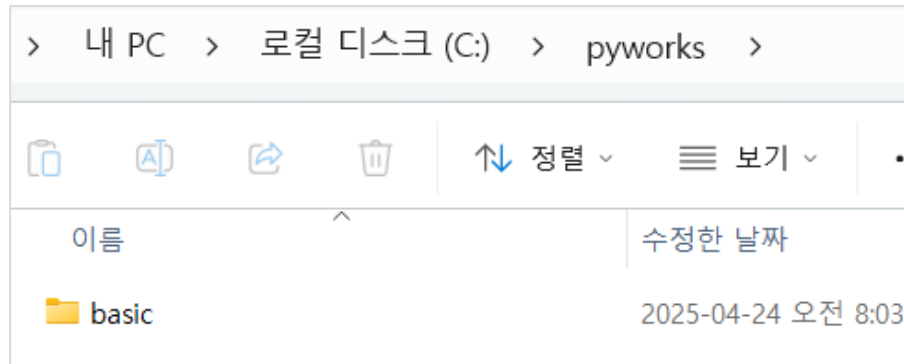 > 내 PC > 로컬 디스크 (C:) > pyworks >
정렬 보기
이름 수정한 날짜
basic 2025-04-24 오전 8:03